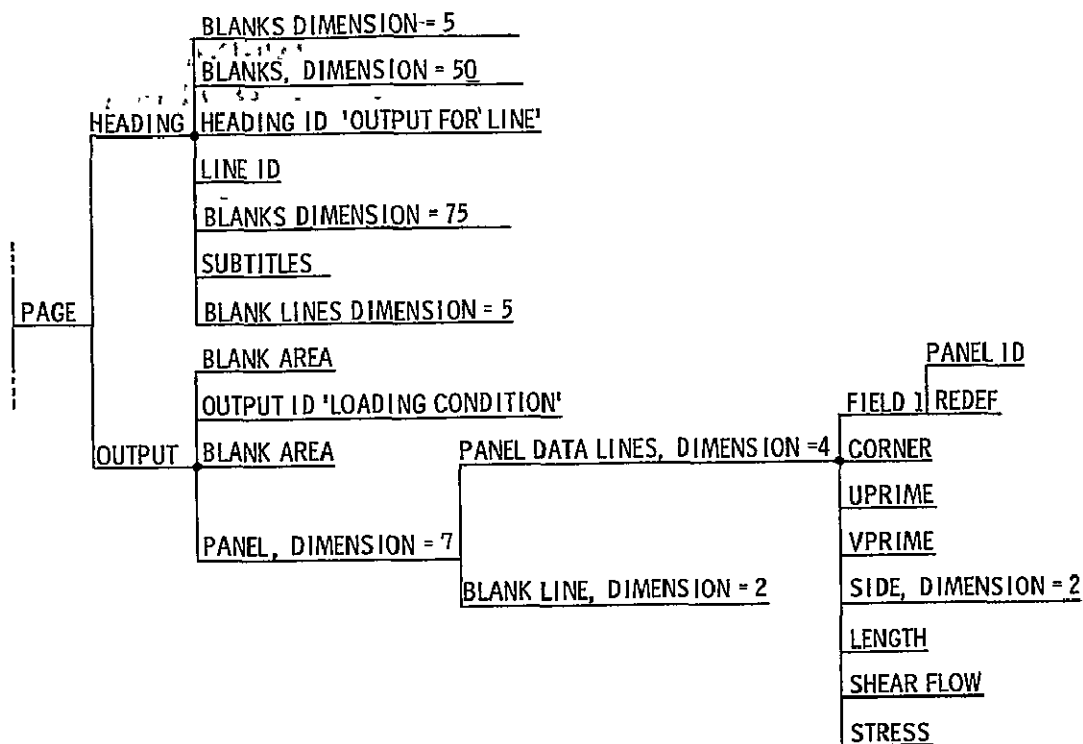 BLANKS DIMENSION = 5
BLANKS, DIMENSION = 50
HEADING
HEADING ID 'OUTPUT FOR' LINE'
LINE ID
BLANKS DIMENSION = 75
SUBTITLES
BLANK LINES DIMENSION = 5
PAGE
BLANK AREA
OUTPUT ID 'LOADING CONDITION'
OUTPUT
BLANK AREA
PANEL, DIMENSION = 7
PANEL DATA LINES, DIMENSION =4
BLANK LINE, DIMENSION = 2
PANEL ID
FIELD 1
REDEF
CORNER
UPRIME
VPRIME
SIDE, DIMENSION = 2
LENGTH
SHEAR FLOW
STRESS